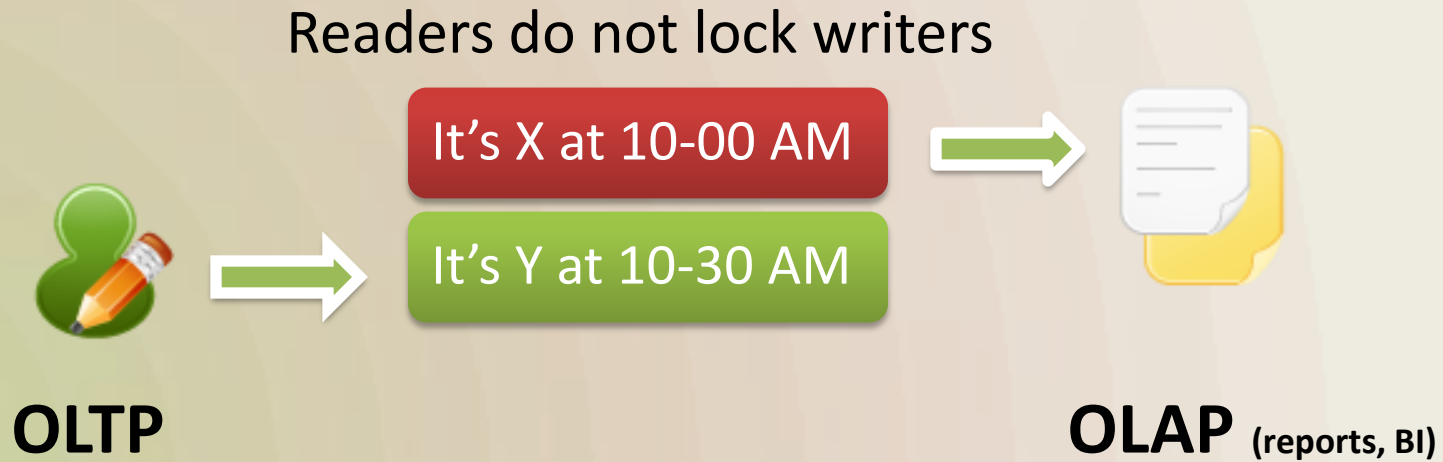 Readers do not lock writers
It’s X at 10-00 AM
It’s Y at 10-30 AM
OLTP
OLAP (reports, BI)